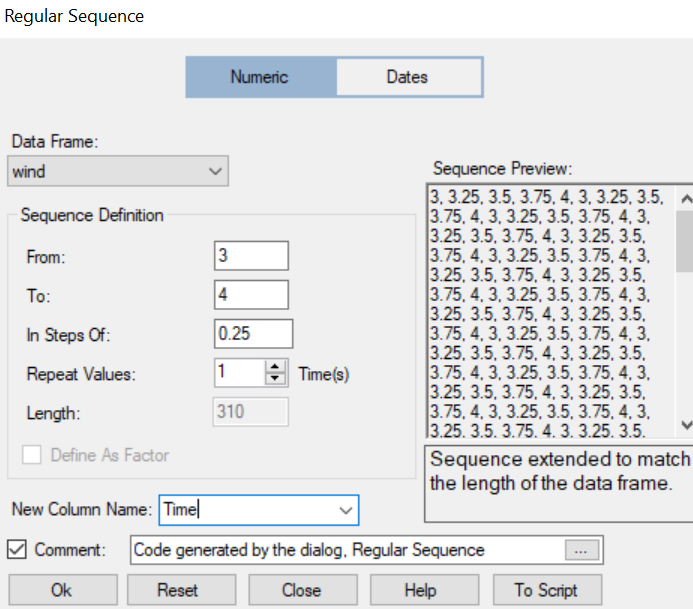 Regular Sequence
Numeric
Dates
Data Frame:
wind
Sequence Preview:
3, 3.25, 3.5, 3.75, 4, 3, 3.25, 3.5,
3.75, 4, 3, 3.25, 3.5, 3.75, 4, 3,
3.25, 3.5, 3.75, 4, 3, 3.25, 3.5,
3.75, 4, 3, 3.25, 3.5, 3.75, 4, 3,
3.25, 3.5, 3.75, 4, 3, 3.25, 3.5,
3.75, 4, 3, 3.25, 3.5, 3.75, 4, 3,
3.25, 3.5, 3.75, 4, 3, 3.25, 3.5,
3.75, 4, 3, 3.25, 3.5, 3.75, 4, 3,
3.25, 3.5, 3.75, 4, 3, 3.25, 3.5,
3.75, 4, 3, 3.25, 3.5, 3.75, 4, 3,
3.25, 3.5, 3.75, 4, 3, 3.25, 3.5,
3.75, 4, 3, 3.25, 3.5, 3.75, 4, 3,
3.25, 3.5, 3.75, 4, 3, 3.25, 3.5,
Sequence Definition
From:
3
To:
4
In Steps Of:
0.25
Repeat Values:
1
Time(s)
Length:
310
Define As Factor
Sequence extended to match
the length of the data frame.
New Column Name:
Time
Comment:
Code generated by the dialog, Regular Sequence
...
Ok
Reset
Close
Help
To Script